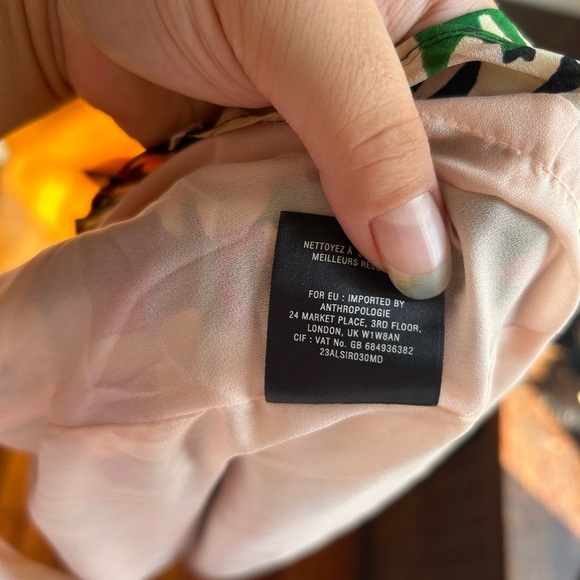 NETTOYEZ À
MEILLEURS
FOR EU : IMPORTED BY
ANTHROPOLOGIE
24 MARKET PLACE, 3RD FLOOR,
LONDON, UK W1W8AN
CIF : VAT No. GB 684936382
23ALSIR030MD